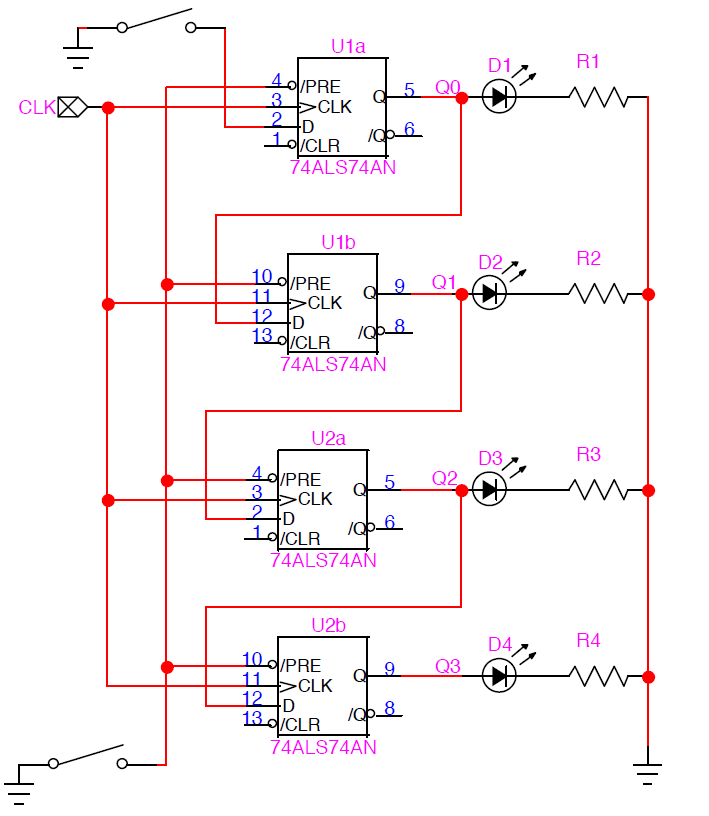 U1a
D1
R1
4 /PRE
CLK 3 CLK Q 5 Q0
2 D
1 /CLR /Q 6
74ALS74AN
U1b
D2
R2
10 /PRE
11 CLK Q 9 Q1
12 D
13 /CLR /Q 8
74ALS74AN
U2a
D3
R3
4 /PRE
3 CLK Q 5 Q2
2 D
1 /CLR /Q 6
74ALS74AN
U2b
D4
R4
10 /PRE
11 CLK Q 9 Q3
12 D
13 /CLR /Q 8
74ALS74AN